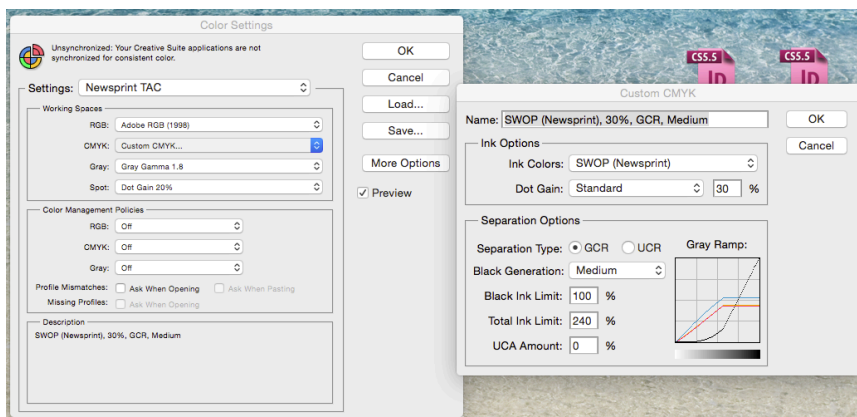 Color Settings
Unsynchronized: Your Creative Suite applications are not
synchronized for consistent color.
Settings: Newsprint TAC
Working Spaces
RGB: Adobe RGB (1998)
CMYK: Custom CMYK...
Gray: Gray Gamma 1.8
Spot: Dot Gain 20%
Color Management Policies
RGB: Off
CMYK: Off
Gray: Off
Profile Mismatches: Ask When Opening Ask When Pasting
Missing Profiles: Ask When Opening
Description
SWOP (Newsprint), 30%, GCR, Medium
OK
Cancel
Load...
Save...
More Options
Preview
CS5.5 CS5.5
ID ID
Custom CMYK
Name: SWOP (Newsprint), 30%, GCR, Medium
Ink Options
Ink Colors: SWOP (Newsprint)
Dot Gain: Standard 30 %
Separation Options
Separation Type: GCR UCR
Black Generation: Medium
Black Ink Limit: 100 %
Total Ink Limit: 240 %
UCA Amount: 0 %
Gray Ramp:
OK
Cancel